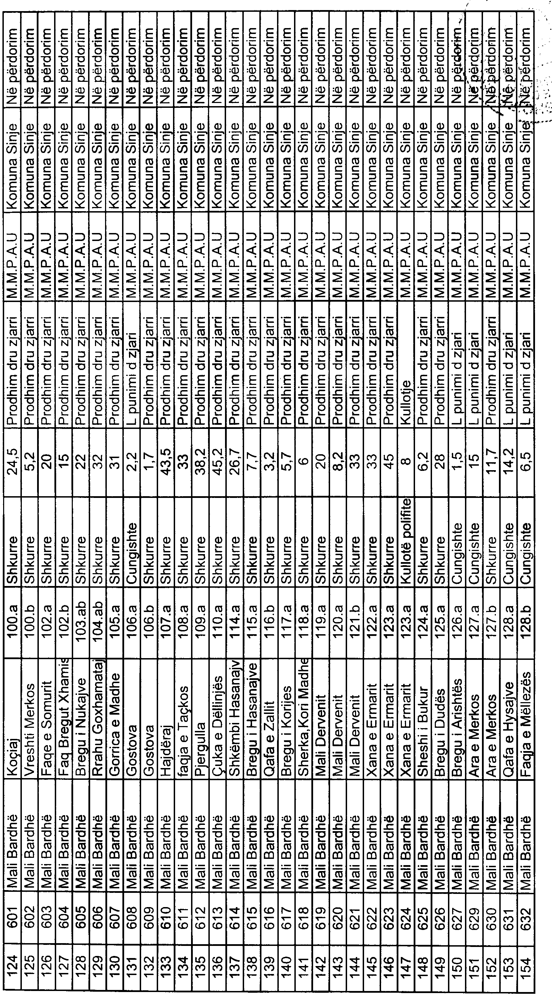 124 601 Mali Bardhë Koçiaj 100.a Shkurre 24,5 Prodhim dru zjarri M.M.P.A.U Komuna Sinje Në përdorim
125 602 Mali Bardhë Vreshti Merkos 100.b Shkurre 5,2 Prodhim dru zjarri M.M.P.A.U Komuna Sinje Në përdorim
126 603 Mali Bardhë Faqe e Somurit 102.a Shkurre 20 Prodhim dru zjarri M.M.P.A.U Komuna Sinje Në përdorim
127 604 Mali Bardhë Faq Bregut Xhamis 102.b Shkurre 15 Prodhim dru zjarri M.M.P.A.U Komuna Sinje Në përdorim
128 605 Mali Bardhë Bregu i Nukajve 103.ab Shkurre 22 Prodhim dru zjarri M.M.P.A.U Komuna Sinje Në përdorim
129 606 Mali Bardhë Rrahu Goxhamataj 104.ab Shkurre 32 Prodhim dru zjarri M.M.P.A.U Komuna Sinje Në përdorim
130 607 Mali Bardhë Gorrica e Madhe 105.a Shkurre 31 Prodhim dru zjarri M.M.P.A.U Komuna Sinje Në përdorim
131 608 Mali Bardhë Gostova 106.a Cungishte 2,2 L punimi d zjari M.M.P.A.U Komuna Sinje Në përdorim
132 609 Mali Bardhë Gostova 106.b Shkurre 1,7 Prodhim dru zjarri M.M.P.A.U Komuna Sinje Në përdorim
133 610 Mali Bardhë Hajdëraj 107.a Shkurre 43,5 Prodhim dru zjarri M.M.P.A.U Komuna Sinje Në përdorim
134 611 Mali Bardhë faqja e Taçkos 108.a Shkurre 33 Prodhim dru zjarri M.M.P.A.U Komuna Sinje Në përdorim
135 612 Mali Bardhë Pjergulla 109.a Shkurre 38,2 Prodhim dru zjarri M.M.P.A.U Komuna Sinje Në përdorim
136 613 Mali Bardhë Çuka e Dëllinjës 110.a Shkurre 45,2 Prodhim dru zjarri M.M.P.A.U Komuna Sinje Në përdorim
137 614 Mali Bardhë Shkëmbi Hasanajv 114.a Shkurre 26,7 Prodhim dru zjarri M.M.P.A.U Komuna Sinje Në përdorim
138 615 Mali Bardhë Bregu i Hasanajve 115.a Shkurre 7,7 Prodhim dru zjarri M.M.P.A.U Komuna Sinje Në përdorim
139 616 Mali Bardhë Qafa e Zallit 116.b Shkurre 3,2 Prodhim dru zjarri M.M.P.A.U Komuna Sinje Në përdorim
140 617 Mali Bardhë Bregu i Korijes 117.a Shkurre 5,7 Prodhim dru zjarri M.M.P.A.U Komuna Sinje Në përdorim
141 618 Mali Bardhë Sherka,Kori Madhe 118.a Shkurre 6 Prodhim dru zjarri M.M.P.A.U Komuna Sinje Në përdorim
142 619 Mali Bardhë Mali Dervenit 119.a Shkurre 20 Prodhim dru zjarri M.M.P.A.U Komuna Sinje Në përdorim
143 620 Mali Bardhë Mali Dervenit 120.a Shkurre 8,2 Prodhim dru zjarri M.M.P.A.U Komuna Sinje Në përdorim
144 621 Mali Bardhë Mali Dervenit 121.b Shkurre 33 Prodhim dru zjarri M.M.P.A.U Komuna Sinje Në përdorim
145 622 Mali Bardhë Xana e Ermarit 122.a Shkurre 33 Prodhim dru zjarri M.M.P.A.U Komuna Sinje Në përdorim
146 623 Mali Bardhë Xana e Ermarit 123.a Shkurre 45 Prodhim dru zjarri M.M.P.A.U Komuna Sinje Në përdorim
147 624 Mali Bardhë Xana e Ermarit 123.a Kullotë polifite 8 Kullotje M.M.P.A.U Komuna Sinje Në përdorim
148 625 Mali Bardhë Sheshi i Bukur 124.a Shkurre 6,2 Prodhim dru zjarri M.M.P.A.U Komuna Sinje Në përdorim
149 626 Mali Bardhë Bregu i Dudës 125.a Shkurre 28 Prodhim dru zjarri M.M.P.A.U Komuna Sinje Në përdorim
150 627 Mali Bardhë Bregu i Arishtës 126.a Cungishte 1,5 L punimi d zjari M.M.P.A.U Komuna Sinje Në përdorim
151 629 Mali Bardhë Ara e Merkos 127.a Cungishte 15 L punimi d zjari M.M.P.A.U Komuna Sinje Në përdorim
152 630 Mali Bardhë Ara e Merkos 127.b Shkurre 11,7 Prodhim dru zjarri M.M.P.A.U Komuna Sinje Në përdorim
153 631 Mali Bardhë Qafa e Hysajve 128.a Cungishte 14,2 L punimi d zjari M.M.P.A.U Komuna Sinje Në përdorim
154 632 Mali Bardhë Faqja e Mëllezës 128.b Cungishte 6,5 L punimi d zjari M.M.P.A.U Komuna Sinje Në përdorim